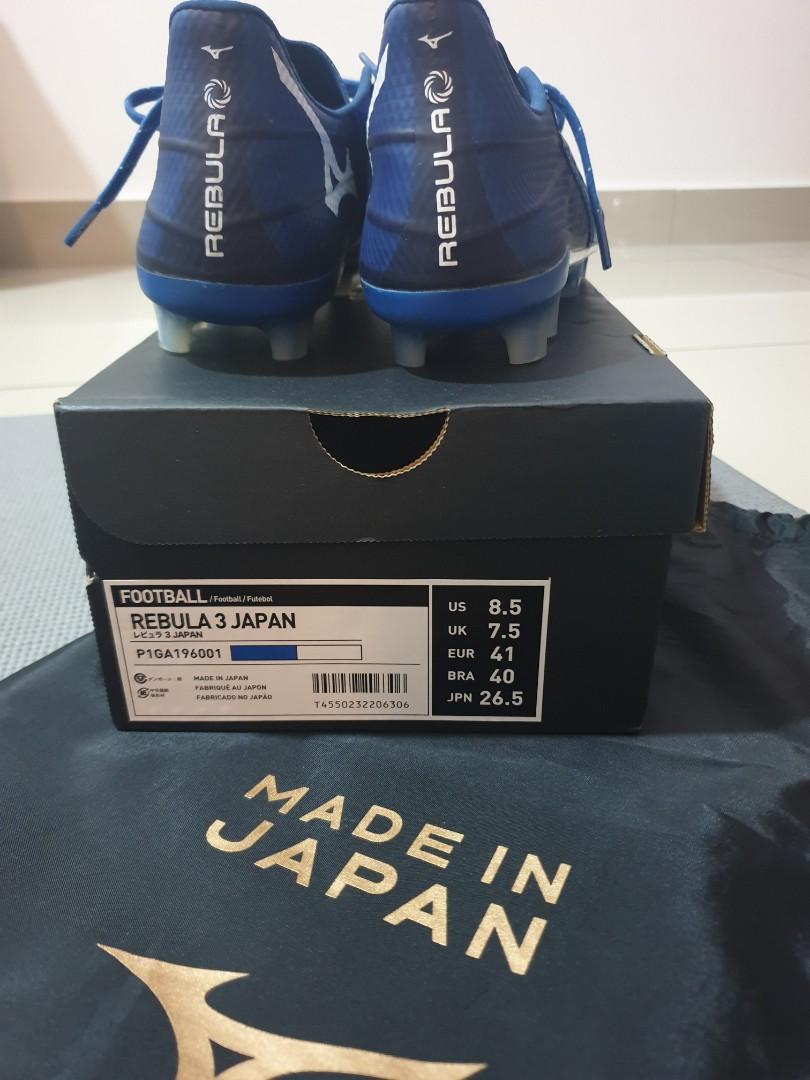 REBULA
REBULA
FOOTBALL / Football / Futebol
REBULA 3 JAPAN
レビュラ 3 JAPAN
P1GA196001
MADE IN JAPAN
FABRIQUÉ AU JAPON
FABRICADO NO JAPÃO
T4550232206306
US 8.5
UK 7.5
EUR 41
BRA 40
JPN 26.5
MADE IN
JAPAN